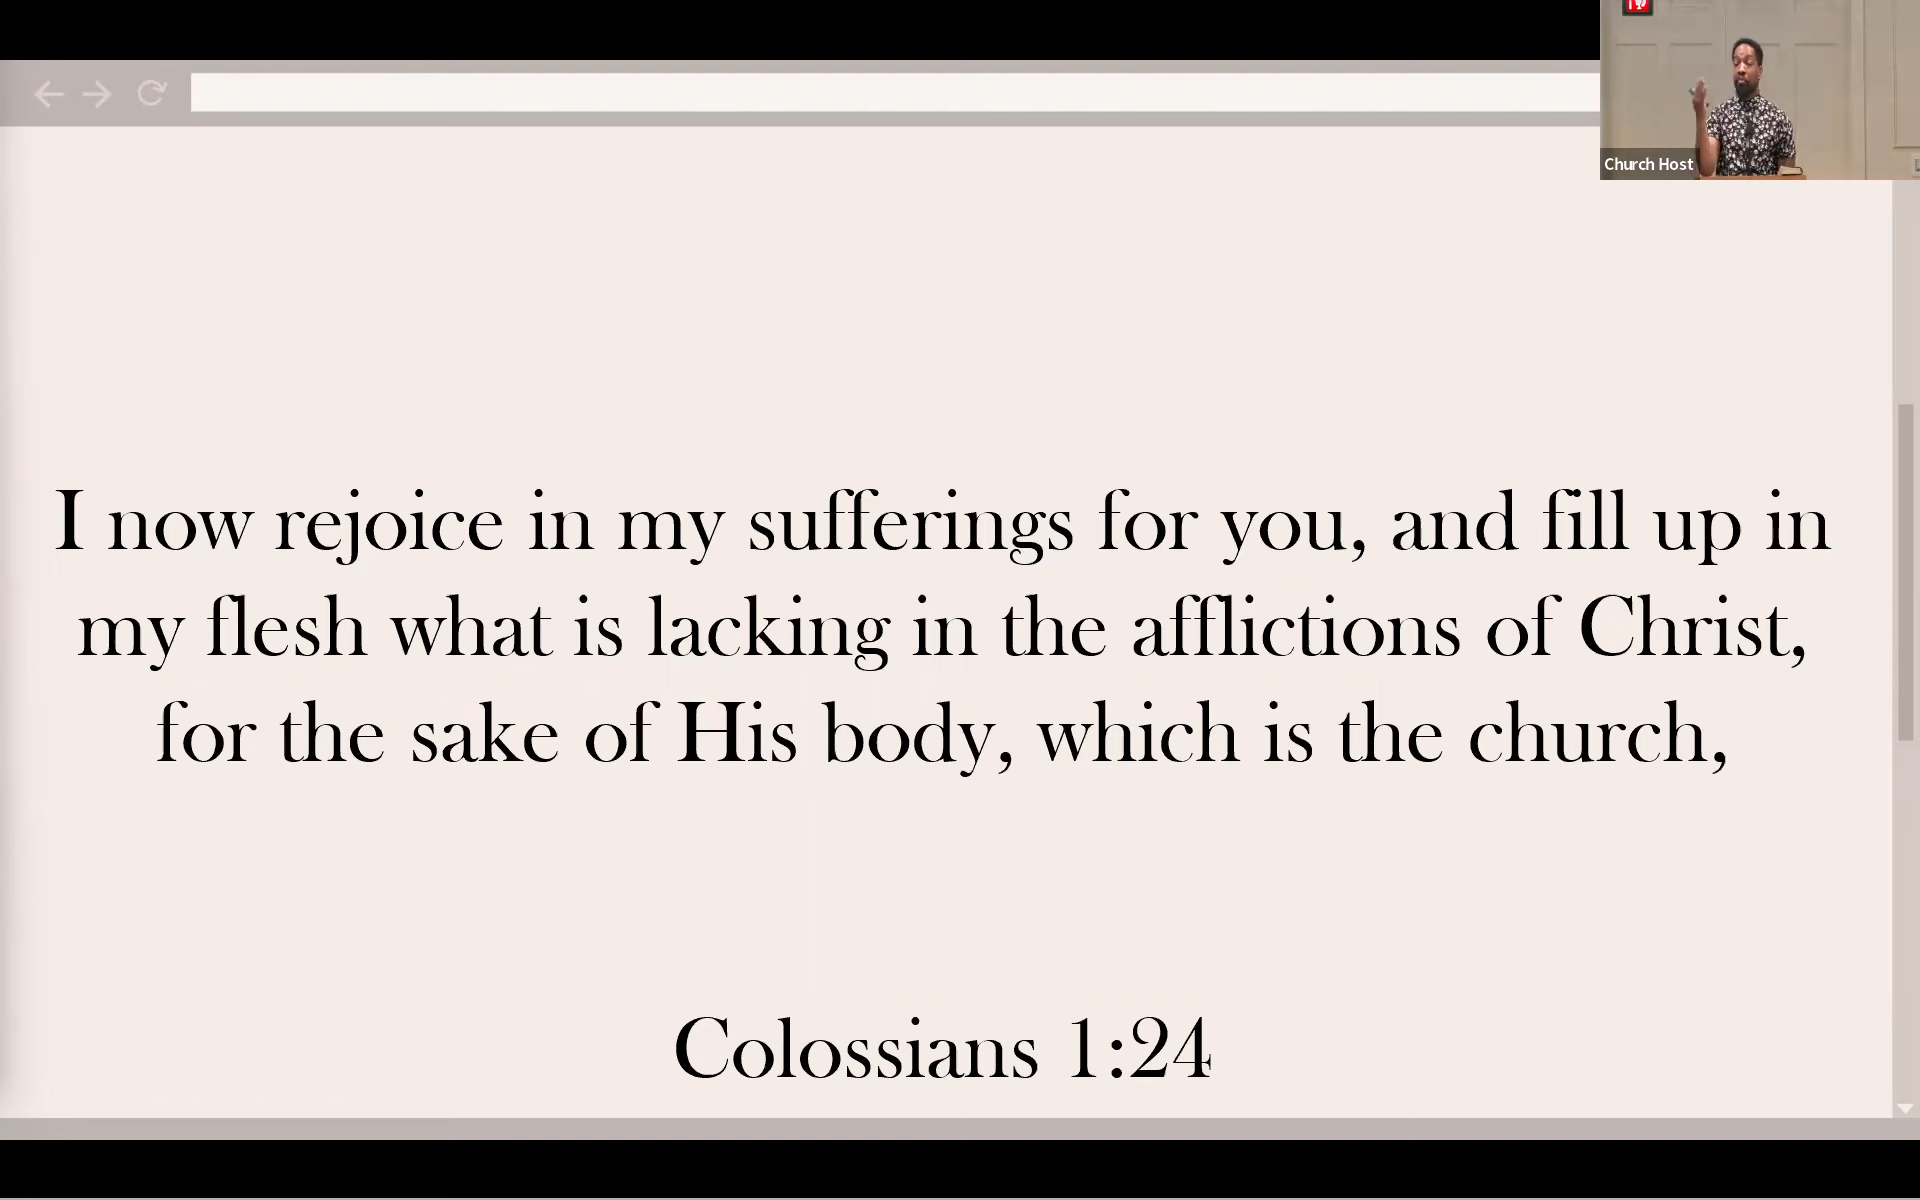 Church Host
I now rejoice in my sufferings for you, and fill up in
my flesh what is lacking in the afflictions of Christ,
for the sake of His body, which is the church,
Colossians 1:24